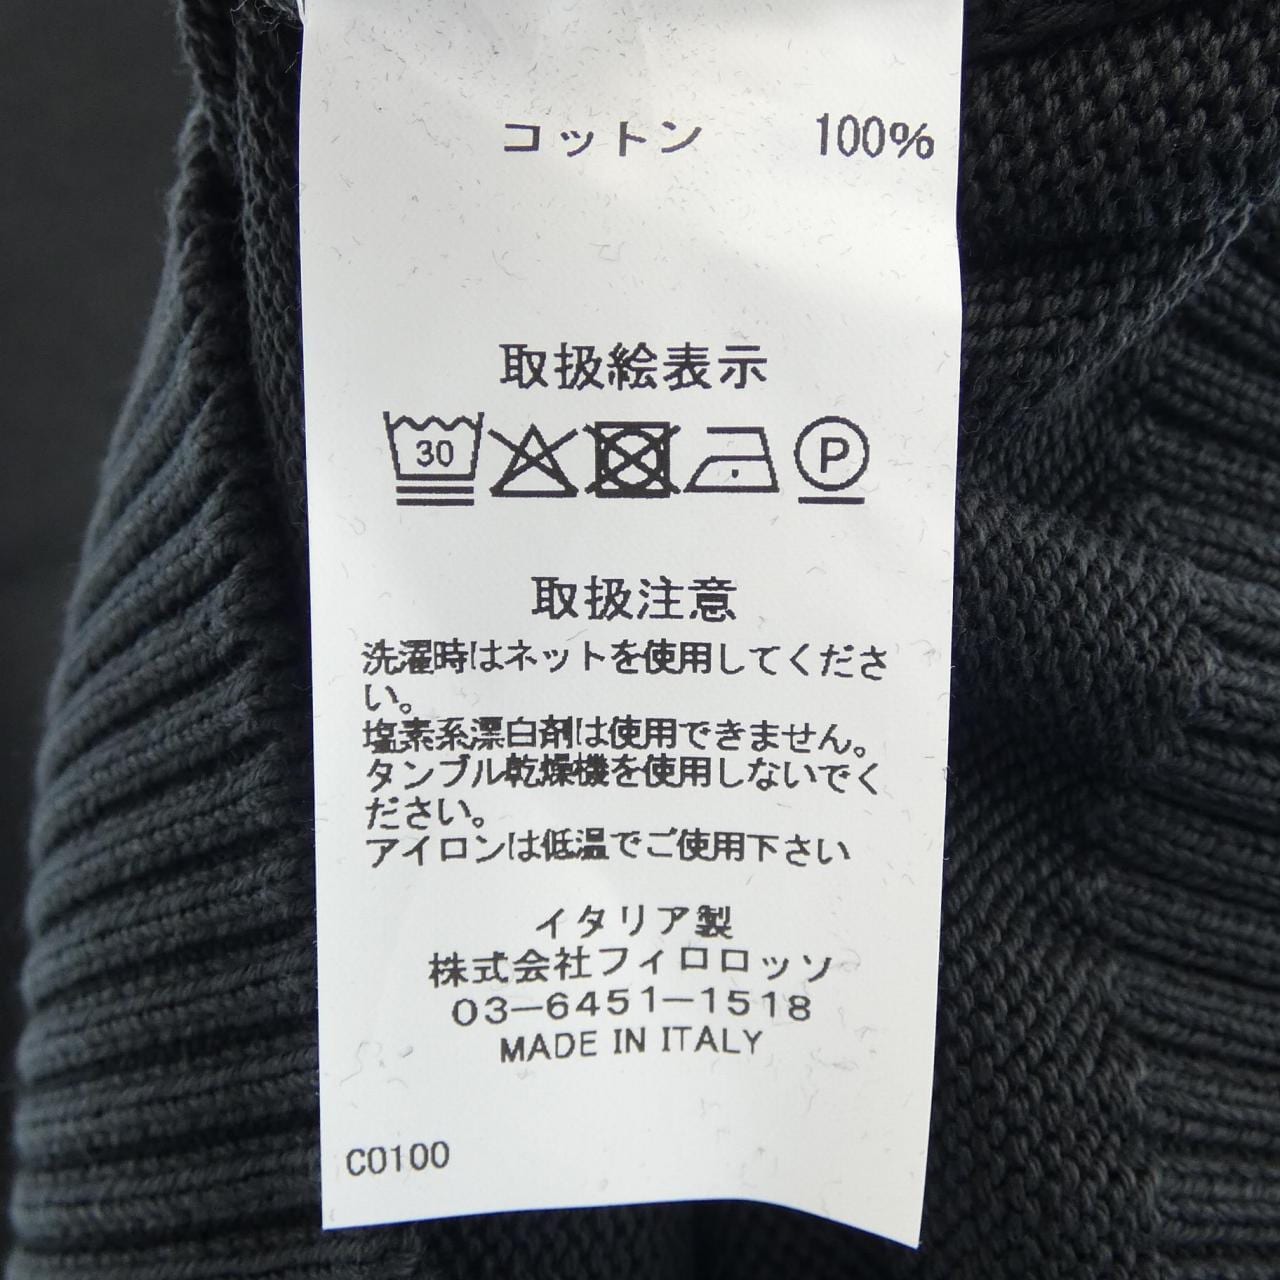 コットン 100%
取扱絵表示
30 P
取扱注意
洗濯時はネットを使用してくださ
い。
塩素系漂白剤は使用できません。
タンブル乾燥機を使用しないでく
ださい。
アイロンは低温でご使用下さい
イタリア製
株式会社フィロロッソ
03-6451-1518
MADE IN ITALY
CO100